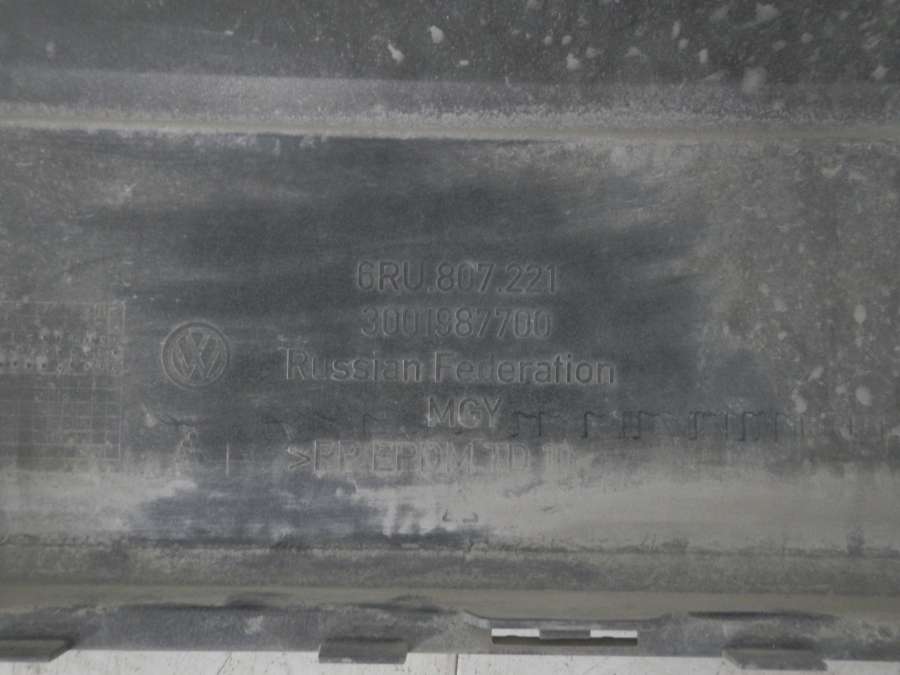 6RU.807.221
3001987700
Russian Federation
MGY
>PP EPDM TD 10